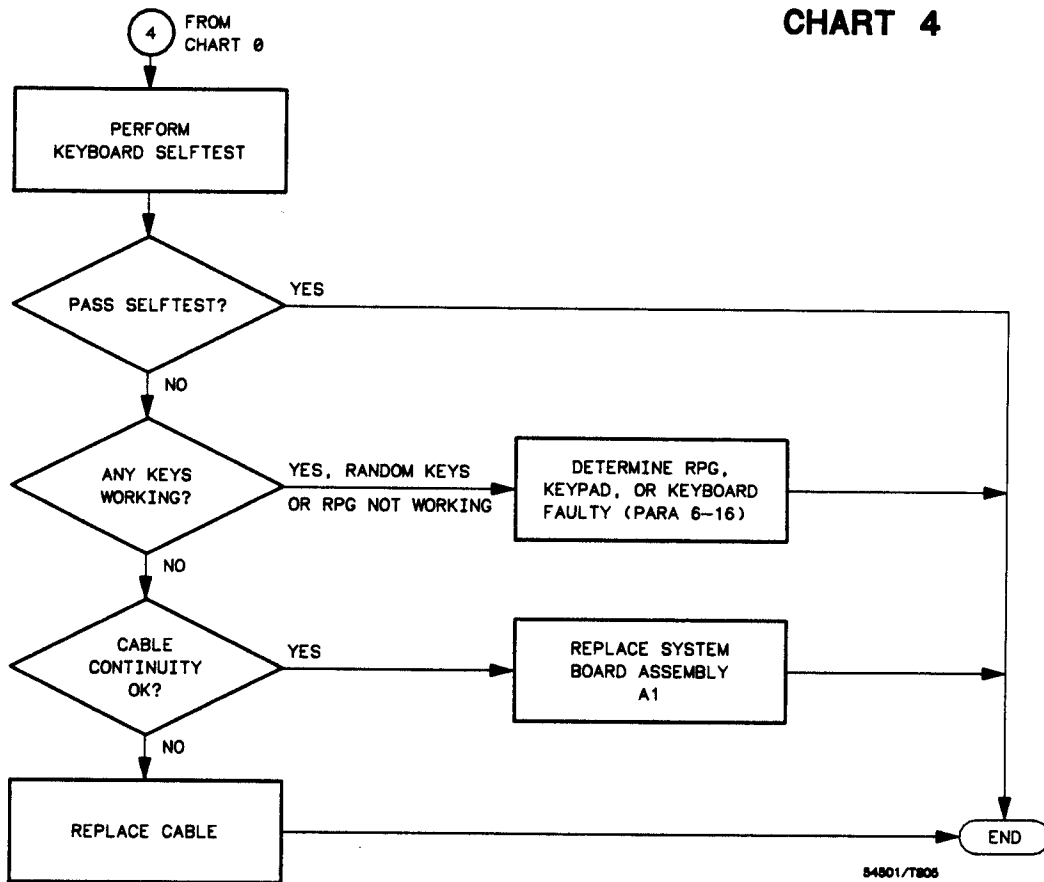 CHART 4
4
FROM
CHART 0
PERFORM
KEYBOARD SELFTEST
PASS SELFTEST?
YES
NO
ANY KEYS
WORKING?
YES, RANDOM KEYS
OR RPG NOT WORKING
DETERMINE RPG,
KEYPAD, OR KEYBOARD
FAULTY (PARA 6-16)
NO
CABLE
CONTINUITY
OK?
YES
REPLACE SYSTEM
BOARD ASSEMBLY
A1
NO
REPLACE CABLE
END
54501/T805